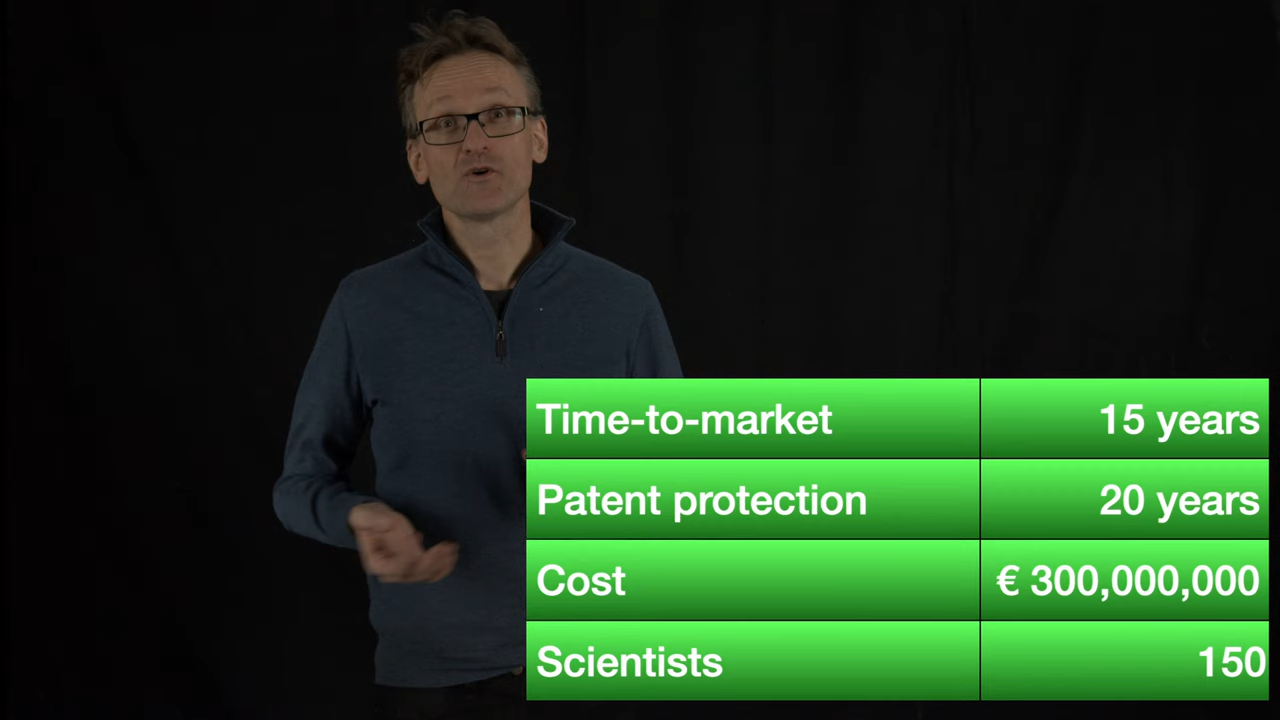 Time-to-market 15 years
Patent protection 20 years
Cost € 300,000,000
Scientists 150